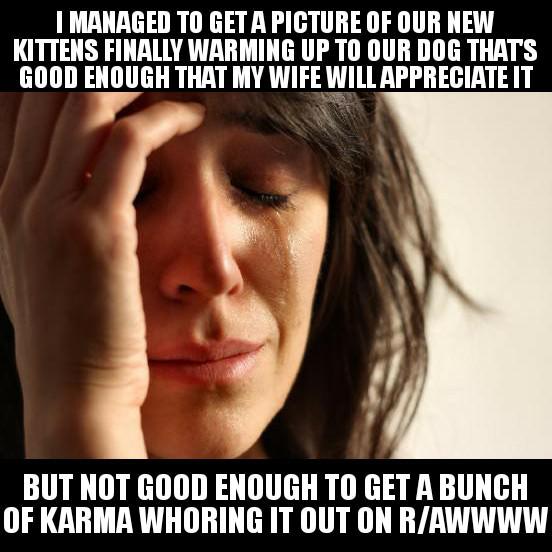 I MANAGED TO GET A PICTURE OF OUR NEW
KITTENS FINALLY WARMING UP TO OUR DOG THAT'S
GOOD ENOUGH THAT MY WIFE WILL APPRECIATE IT
BUT NOT GOOD ENOUGH TO GET A BUNCH
OF KARMA WHORING IT OUT ON R/AWWWW